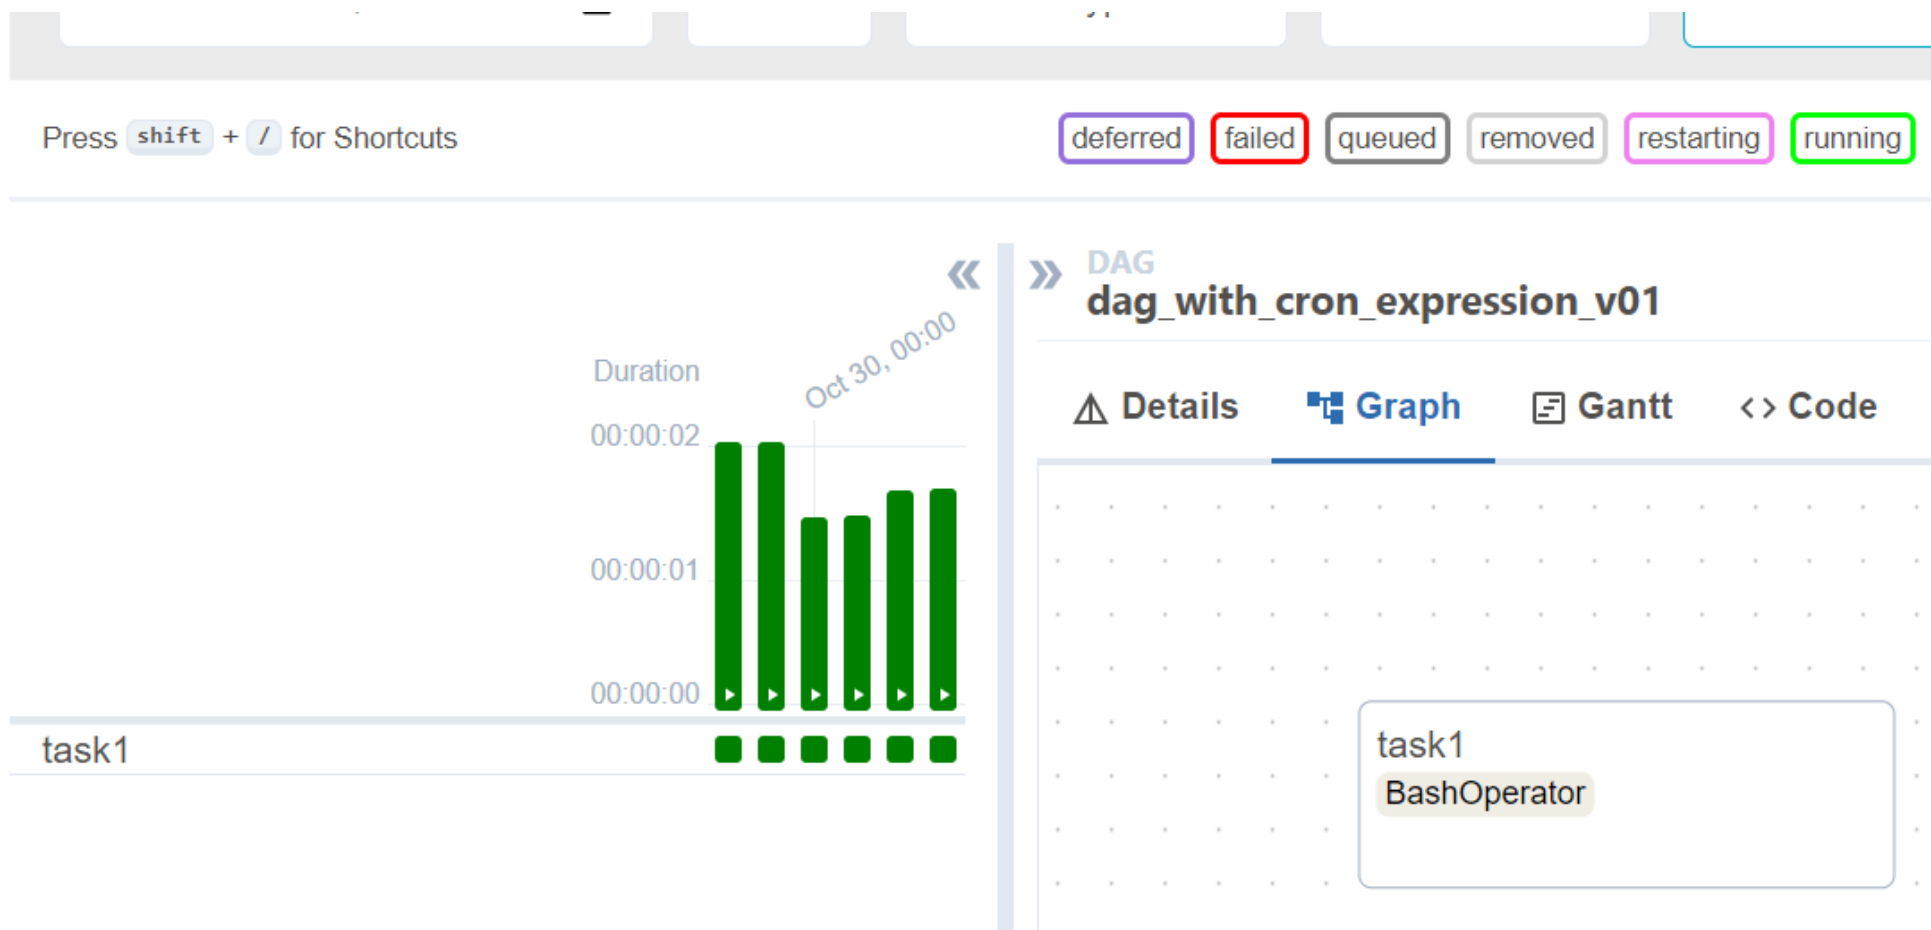 Press shift + / for Shortcuts
deferred failed queued removed restarting running
DAG
dag_with_cron_expression_v01
Details Graph Gantt Code
Duration
Oct 30, 00:00
00:00:02
00:00:01
00:00:00
task1
task1
BashOperator